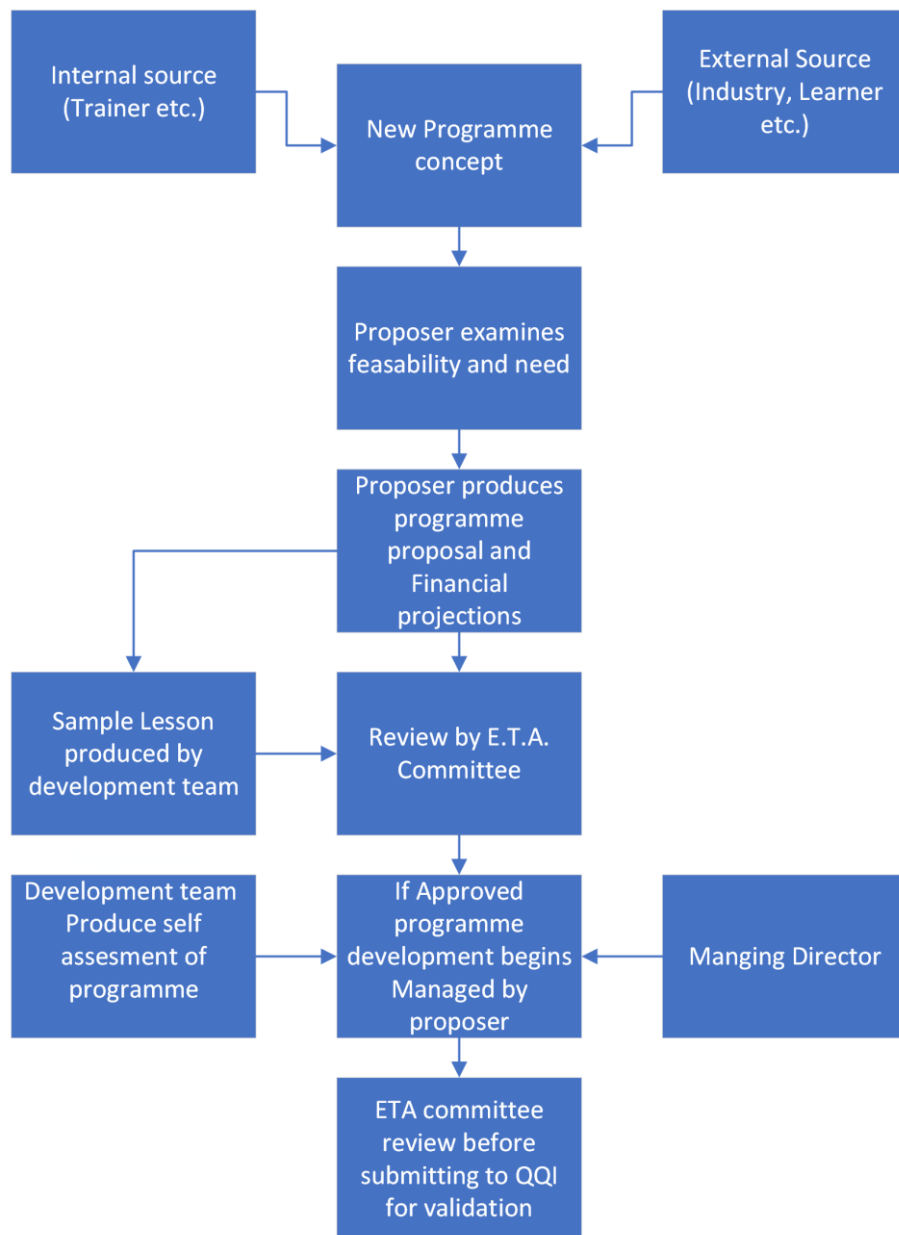 Internal source
(Trainer etc.)
External Source
(Industry, Learner
etc.)
New Programme
concept
Proposer examines
feasability and need
Proposer produces
programme
proposal and
Financial
projections
Sample Lesson
produced by
development team
Review by E.T.A.
Committee
Development team
Produce self
assesment of
programme
If Approved
programme
development begins
Managed by
proposer
Manging Director
ETA committee
review before
submitting to QQI
for validation